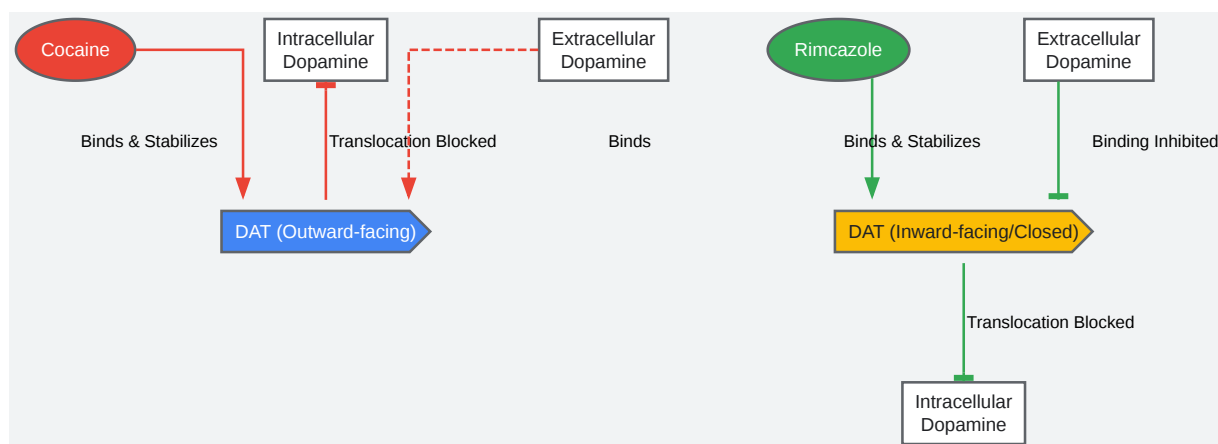 Cocaine
Intracellular
Dopamine
Extracellular
Dopamine
Rimcazole
Extracellular
Dopamine
Binds & Stabilizes
Translocation Blocked
Binds
Binds & Stabilizes
Binding Inhibited
DAT (Outward-facing)
DAT (Inward-facing/Closed)
Translocation Blocked
Intracellular
Dopamine